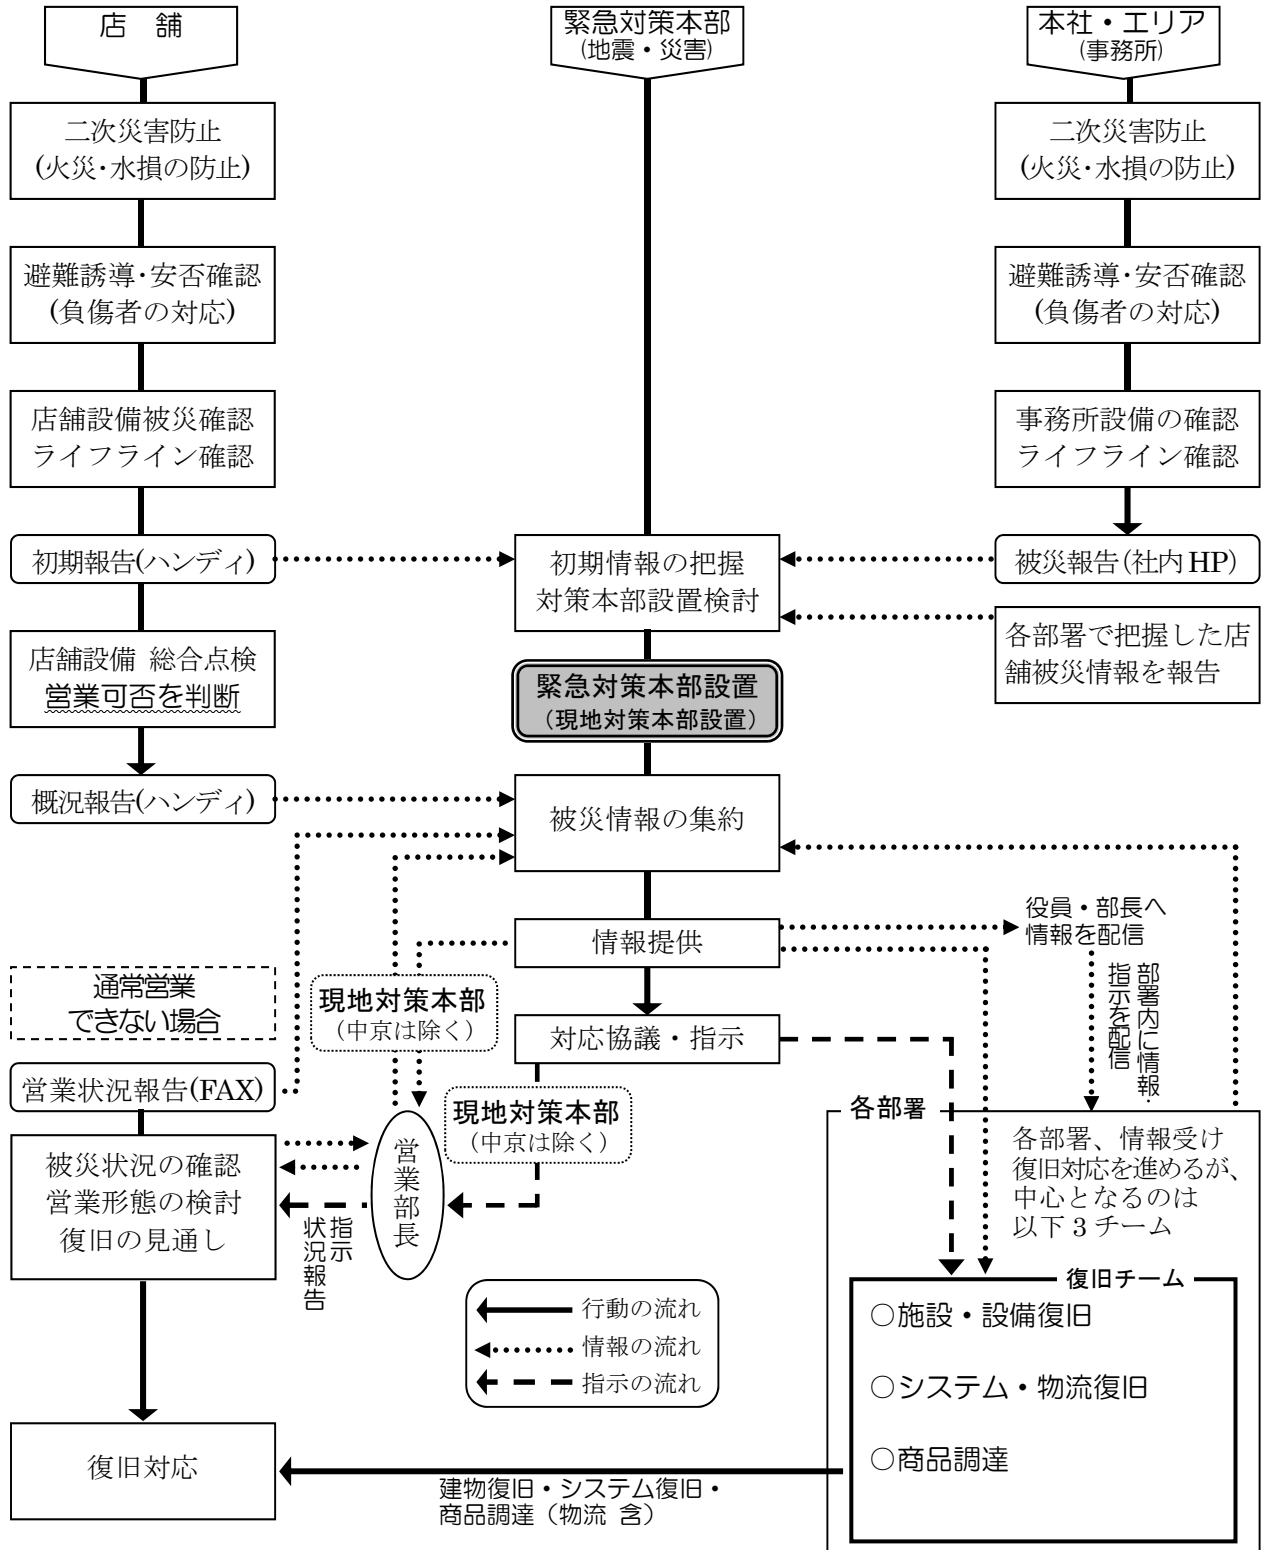 店　舗
緊急対策本部
(地震・災害)
本社・エリア
(事務所)
二次災害防止
(火災・水損の防止)
二次災害防止
(火災・水損の防止)
避難誘導・安否確認
(負傷者の対応)
避難誘導・安否確認
(負傷者の対応)
店舗設備被災確認
ライフライン確認
事務所設備の確認
ライフライン確認
初期報告(ハンディ)
初期情報の把握
対策本部設置検討
被災報告(社内HP)
各部署で把握した店
舗被災情報を報告
店舗設備 総合点検
営業可否を判断
緊急対策本部設置
（現地対策本部設置）
概況報告(ハンディ)
被災情報の集約
情報提供
役員・部長へ
情報を配信
部署内に情報・
指示を配信
通常営業
できない場合
現地対策本部
（中京は除く）
対応協議・指示
営業状況報告(FAX)
現地対策本部
（中京は除く）
各部署
被災状況の確認
営業形態の検討
復旧の見通し
営業部長
指示
状況報告
各部署、情報受け
復旧対応を進めるが、
中心となるのは
以下3チーム
復旧チーム
○施設・設備復旧
○システム・物流復旧
○商品調達
行動の流れ
情報の流れ
指示の流れ
復旧対応
建物復旧・システム復旧・
商品調達（物流 含）